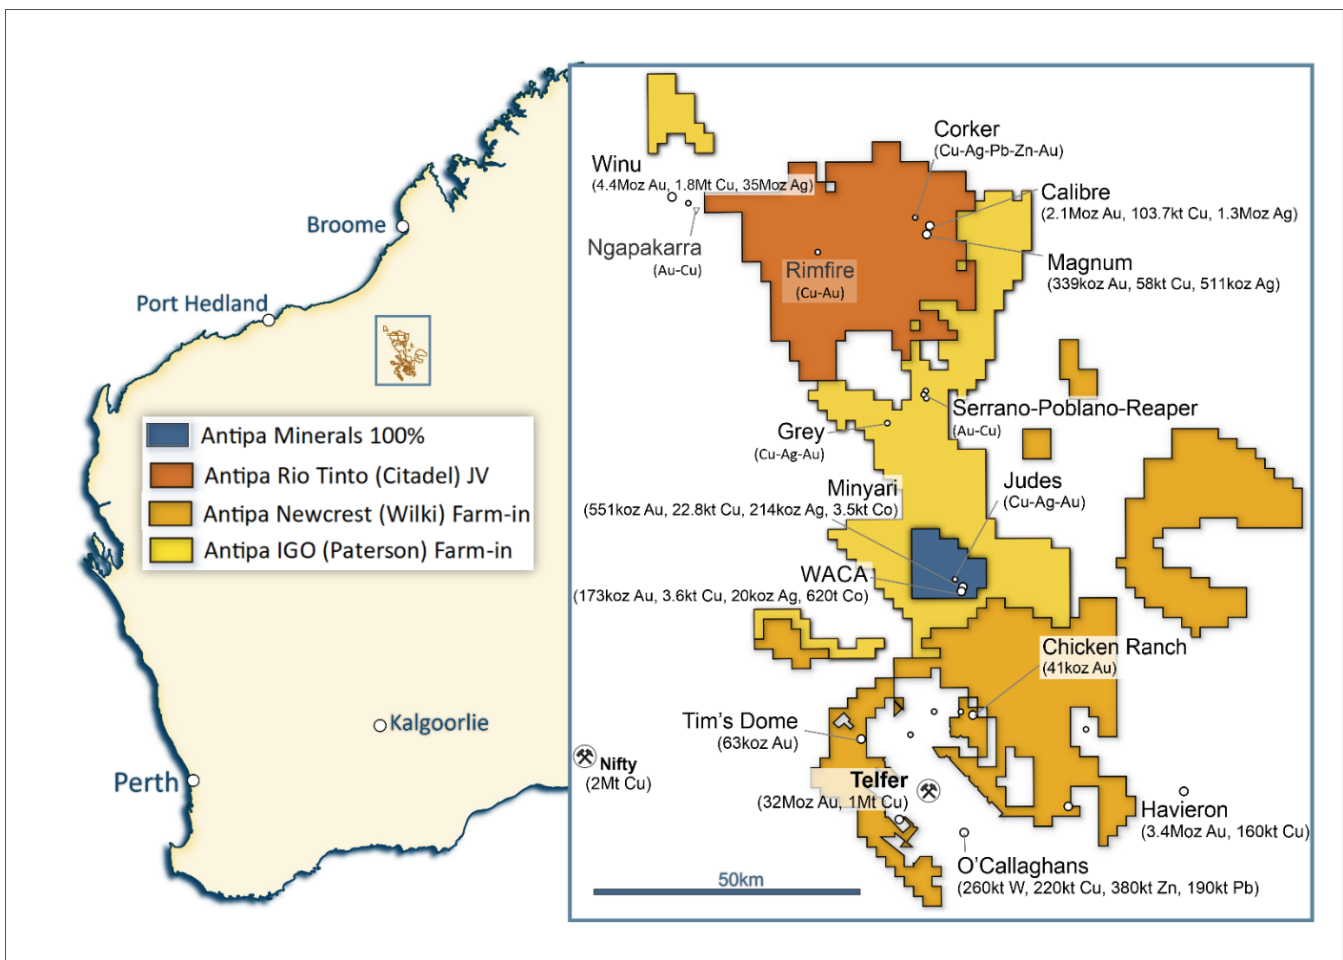 Broome
Port Hedland
Kalgoorlie
Perth
Antipa Minerals 100%
Antipa Rio Tinto (Citadel) JV
Antipa Newcrest (Wilki) Farm-in
Antipa IGO (Paterson) Farm-in
Corker
(Cu-Ag-Pb-Zn-Au)
Winu
(4.4Moz Au, 1.8Mt Cu, 35Moz Ag)
Calibre
(2.1Moz Au, 103.7kt Cu, 1.3Moz Ag)
Ngapakarra
(Au-Cu)
Rimfire
(Cu-Au)
Magnum
(339koz Au, 58kt Cu, 511koz Ag)
Serrano-Poblano-Reaper
(Au-Cu)
Grey
(Cu-Ag-Au)
Judes
(Cu-Ag-Au)
Minyari
(551koz Au, 22.8kt Cu, 214koz Ag, 3.5kt Co)
WACA
(173koz Au, 3.6kt Cu, 20koz Ag, 620t Co)
Chicken Ranch
(41koz Au)
Tim's Dome
(63koz Au)
Nifty
(2Mt Cu)
Telfer
(32Moz Au, 1Mt Cu)
Havieron
(3.4Moz Au, 160kt Cu)
O'Callaghans
(260kt W, 220kt Cu, 380kt Zn, 190kt Pb)
50km